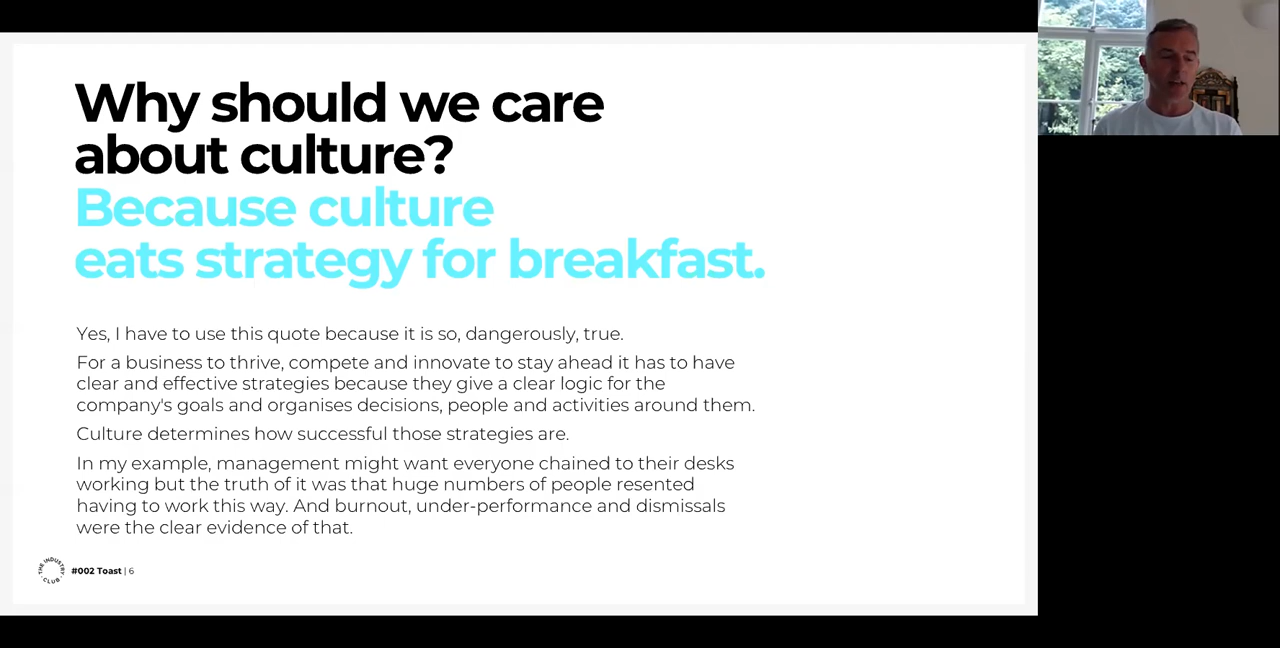 Why should we care
about culture?
Because culture
eats strategy for breakfast.
Yes, I have to use this quote because it is so, dangerously, true.
For a business to thrive, compete and innovate to stay ahead it has to have
clear and effective strategies because they give a clear logic for the
company's goals and organises decisions, people and activities around them.
Culture determines how successful those strategies are.
In my example, management might want everyone chained to their desks
working but the truth of it was that huge numbers of people resented
having to work this way. And burnout, under-performance and dismissals
were the clear evidence of that.
THE INDUSTRY CLUB
#002 Toast | 6